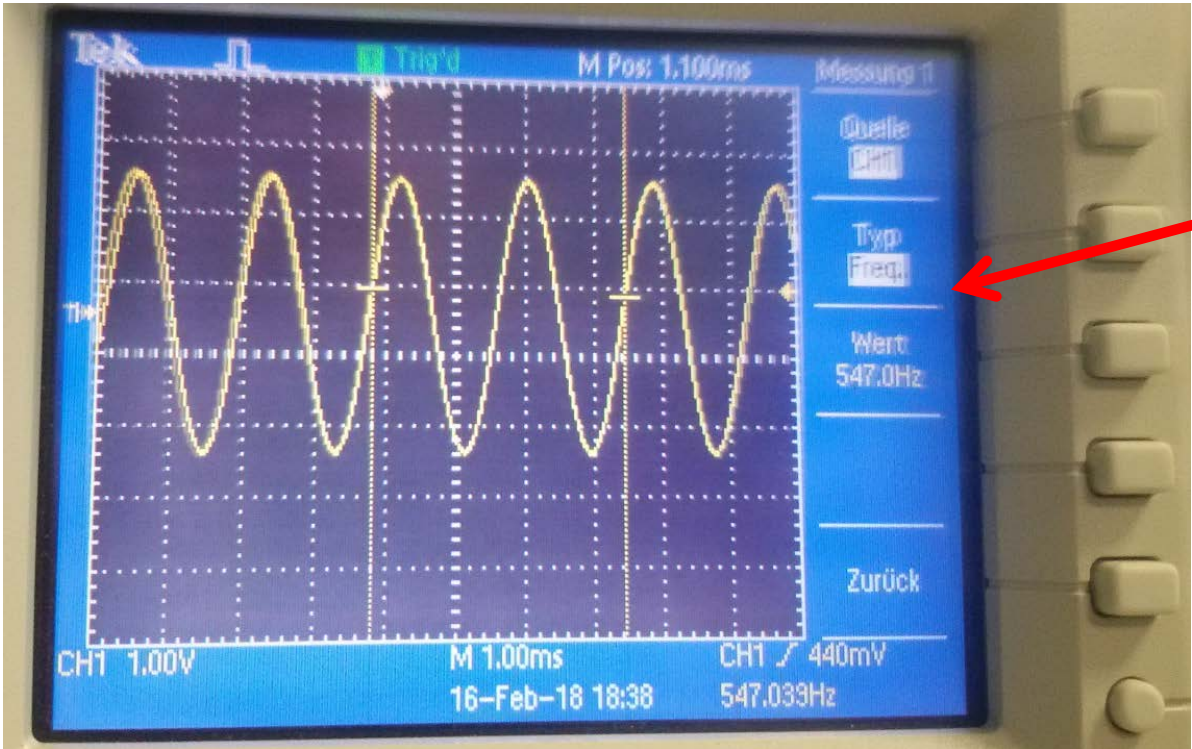 Tek Trig'd M Pos: 1.100ms Messung 1
Quelle
CH1
Typ
Freq.
Wert
547.0Hz
Zurück
CH1 1.00V M 1.00ms CH1 440mV
16-Feb-18 18:38 547.039Hz